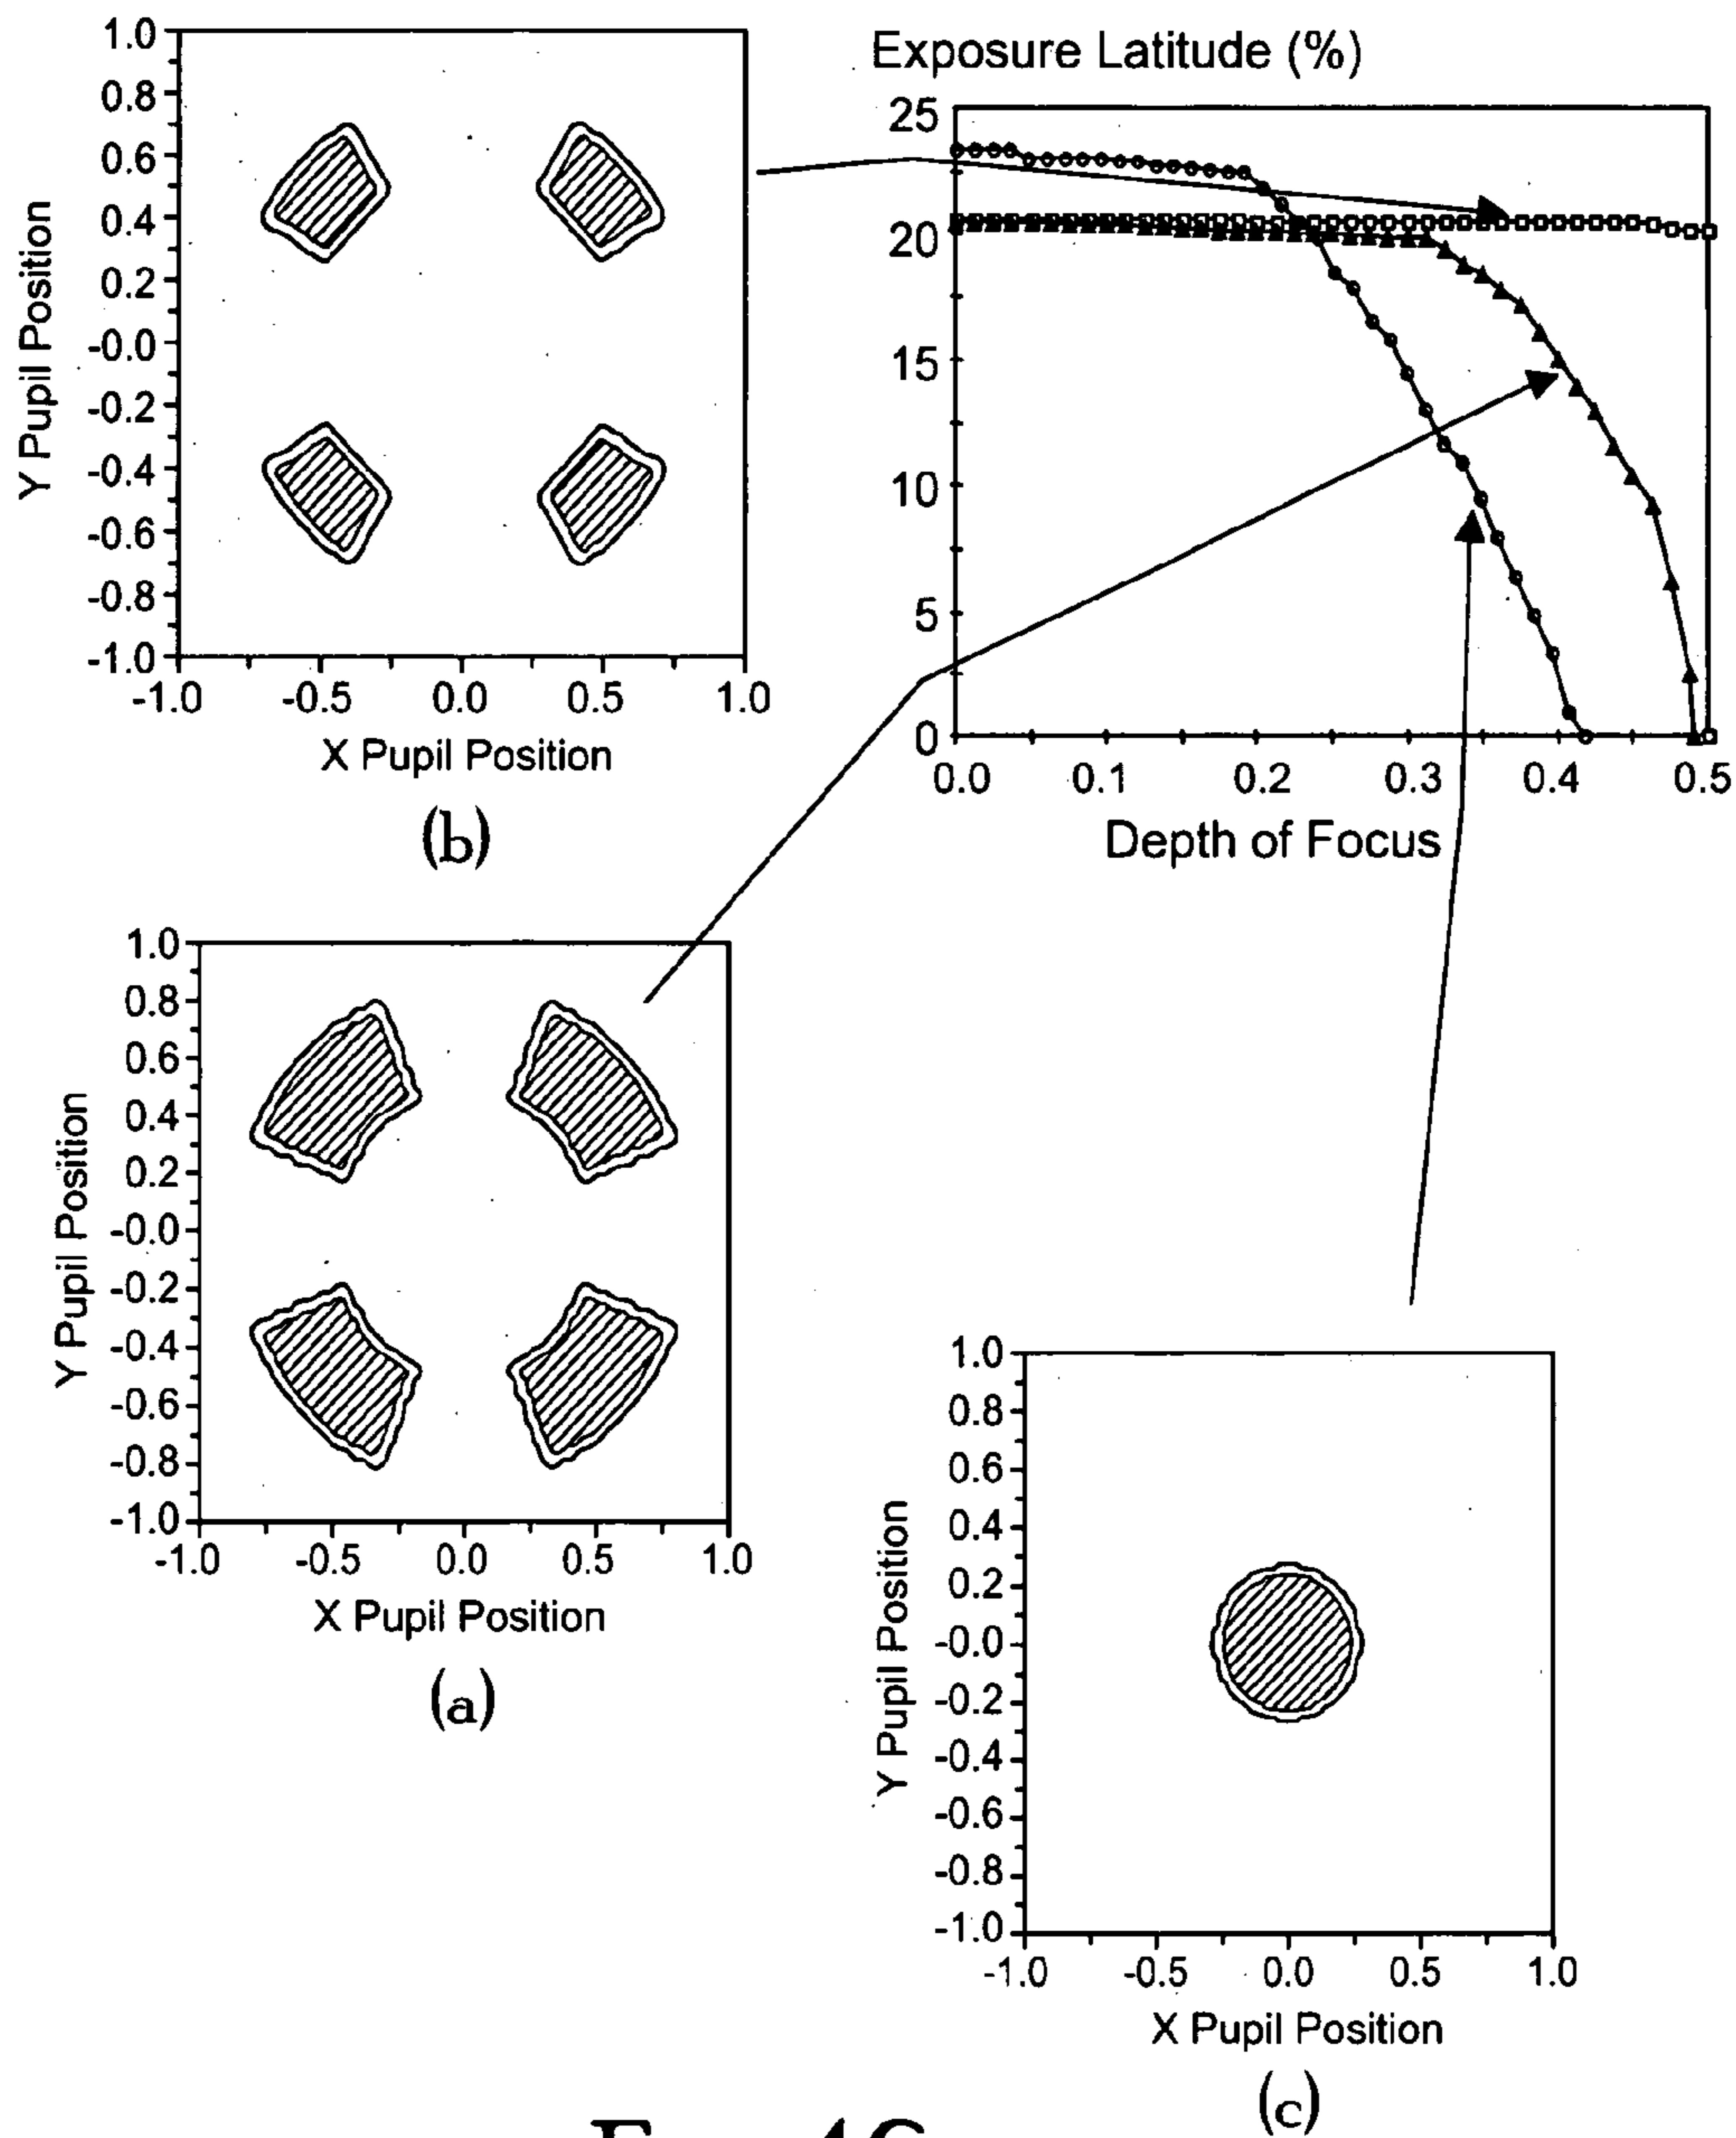 1.0
0.8
0.6
0.4
0.2
-0.0
-0.2
-0.4
-0.6
-0.8
-1.0
Y Pupil Position
-1.0 -0.5 0.0 0.5 1.0
X Pupil Position
(b)
Exposure Latitude (%)
25
20
15
10
5
0
0.0 0.1 0.2 0.3 0.4 0.5
Depth of Focus
1.0
0.8
0.6
0.4
0.2
-0.0
-0.2
-0.4
-0.6
-0.8
-1.0
Y Pupil Position
-1.0 -0.5 0.0 0.5 1.0
X Pupil Position
(a)
1.0
0.8
0.6
0.4
0.2
-0.0
-0.2
-0.4
-0.6
-0.8
-1.0
Y Pupil Position
-1.0 -0.5 0.0 0.5 1.0
X Pupil Position
(c)